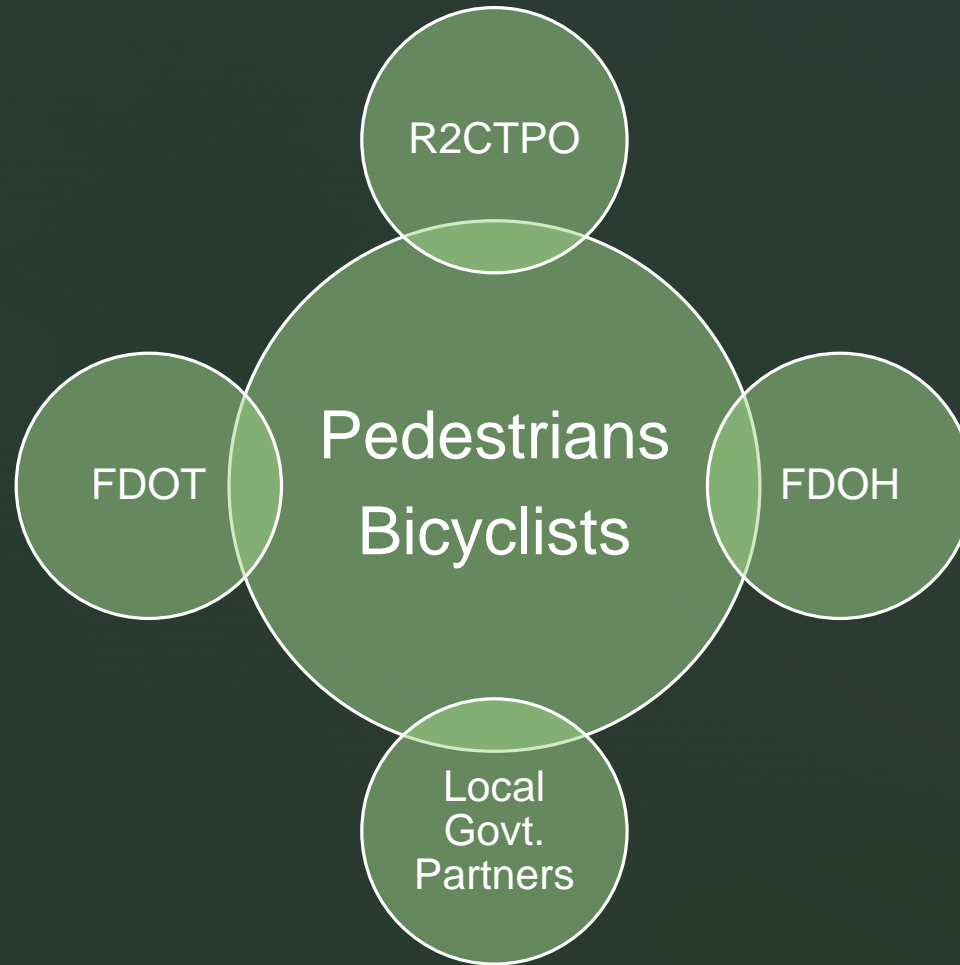 R2CTPO
FDOT
Pedestrians
Bicyclists
FDOH
Local
Govt.
Partners